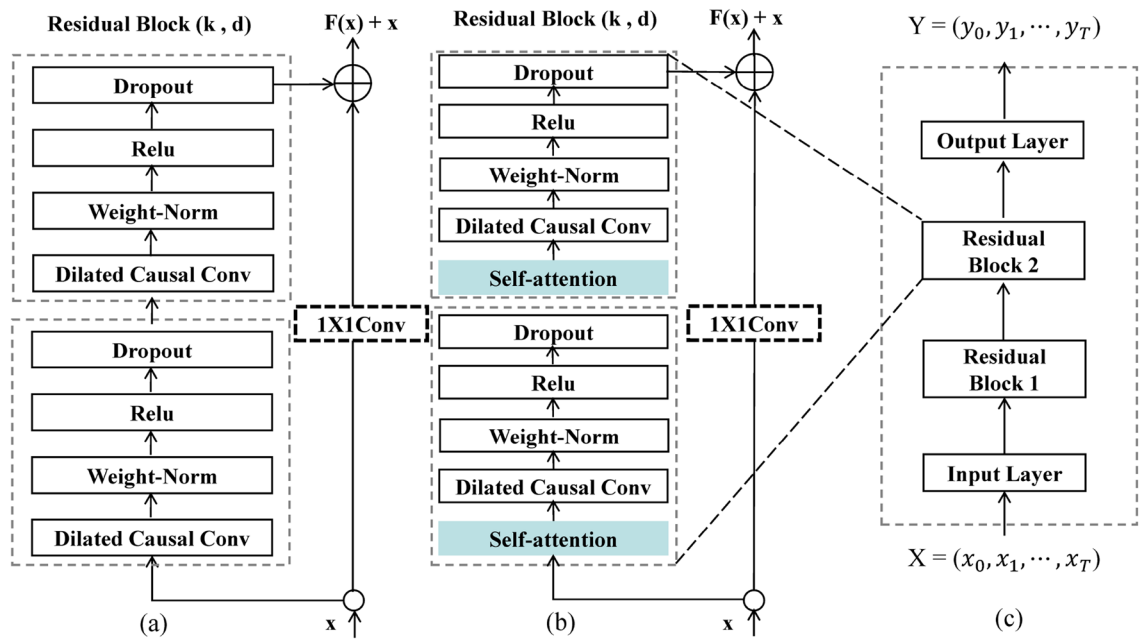 Residual Block (k , d)
F(x) + x
Dropout
Relu
Weight-Norm
Dilated Causal Conv
1X1Conv
Dropout
Relu
Weight-Norm
Dilated Causal Conv
x
(a)
Residual Block (k , d)
F(x) + x
Dropout
Relu
Weight-Norm
Dilated Causal Conv
Self-attention
1X1Conv
Dropout
Relu
Weight-Norm
Dilated Causal Conv
Self-attention
x
(b)
Y = (y₀, y₁, ⋯, y_T)
Output Layer
Residual
Block 2
Residual
Block 1
Input Layer
X = (x₀, x₁, ⋯, x_T)
(c)